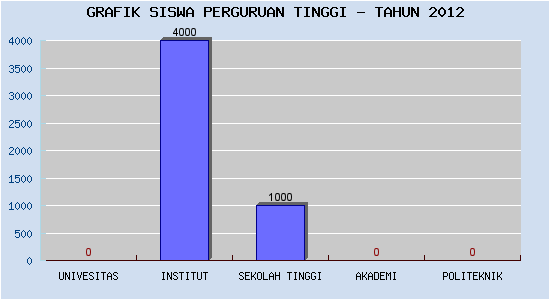 GRAFIK SISWA PERGURUAN TINGGI - TAHUN 2012
4000
4000
3500
3000
2500
2000
1500
1000
1000
500
0
0
0
0
UNIVESITAS
INSTITUT
SEKOLAH TINGGI
AKADEMI
POLITEKNIK